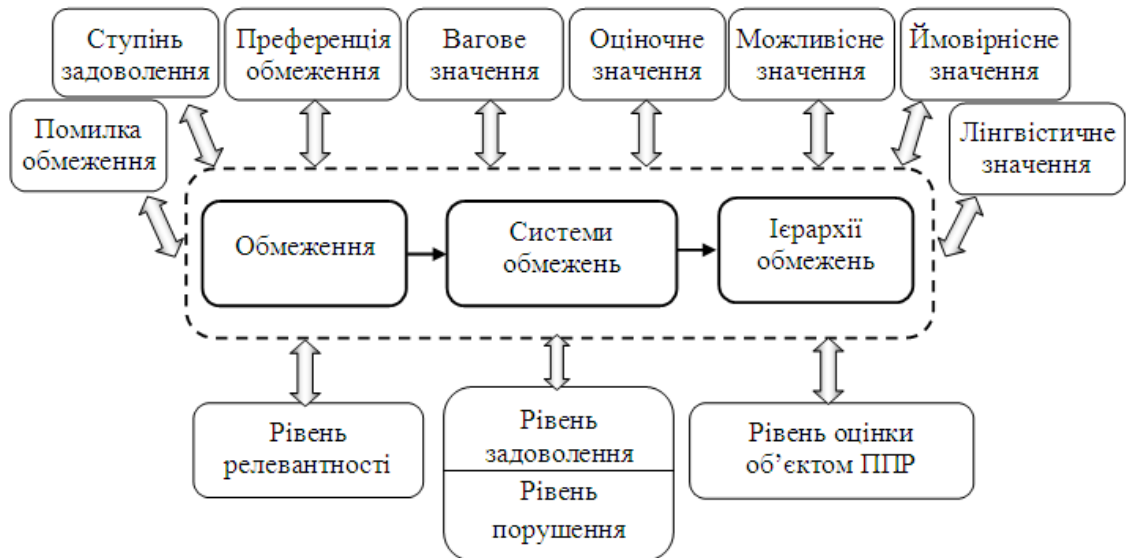 Ступінь
задоволення
Преференція
обмеження
Вагове
значення
Оціночне
значення
Можливісне
значення
Ймовірнісне
значення
Помилка
обмеження
Лінгвістичне
значення
Обмеження
Системи
обмежень
Ієрархії
обмежень
Рівень
релевантності
Рівень
задоволення
Рівень
порушення
Рівень оцінки
об’єктом ППР